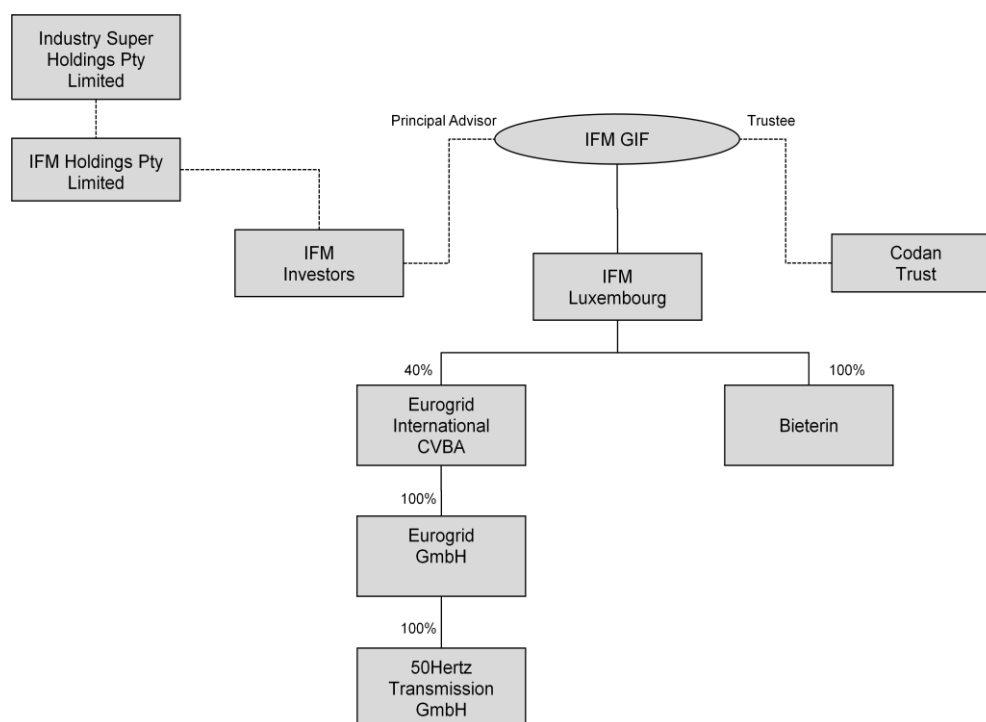 Industry Super
Holdings Pty
Limited
Principal Advisor
IFM GIF
Trustee
IFM Holdings Pty
Limited
IFM
Investors
Codan
Trust
IFM
Luxembourg
40%
100%
Eurogrid
International
CVBA
Bieterin
100%
Eurogrid
GmbH
100%
50Hertz
Transmission
GmbH